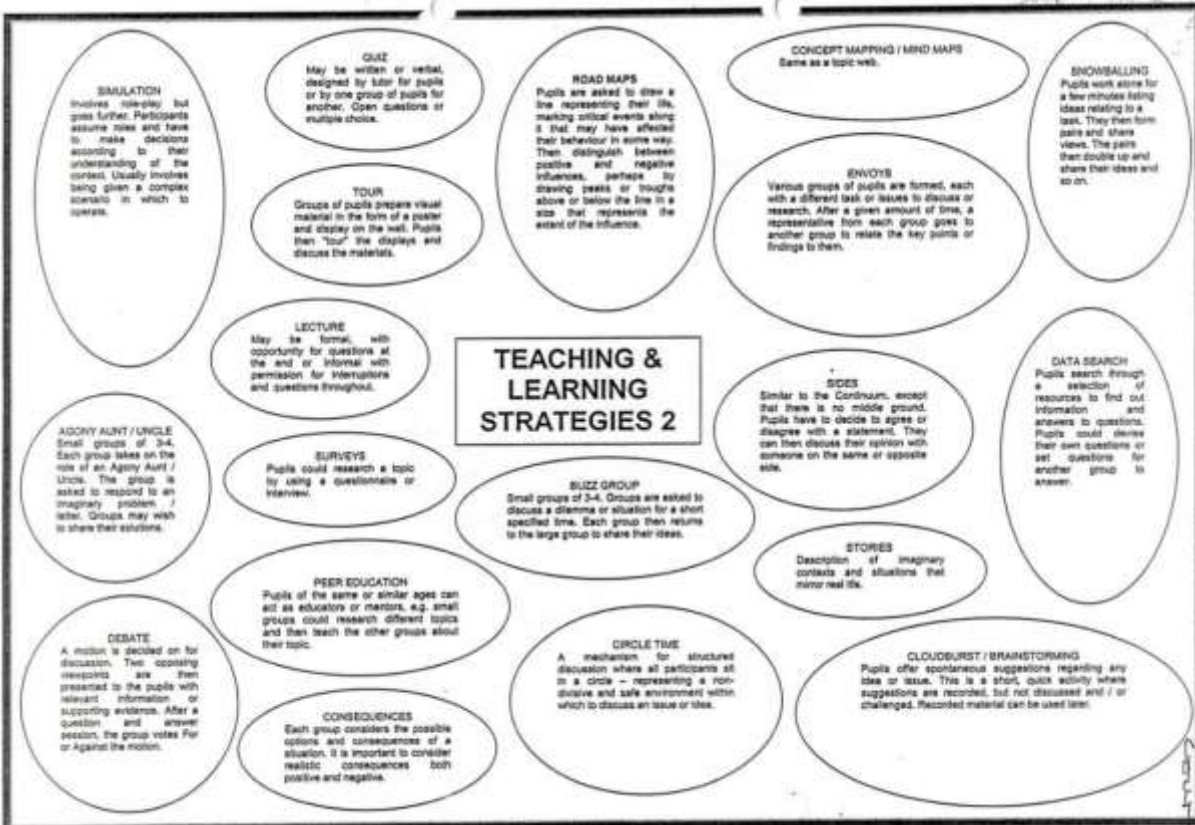 SIMULATION
Involves role-play but
goes further. Participants
assume roles and have
to make decisions
according to their
understanding of the
context. Usually involves
being given a complex
scenario in which to
operate.
QUIZ
May be written or verbal,
designed by tutor for pupils
or by one group of pupils for
another. Open questions or
multiple choice.
ROAD MAPS
Pupils are asked to draw a
line representing their life,
marking critical events along
it that may have affected
their behaviour in some way.
Then distinguish between
positive and negative
influences, perhaps by
drawing peaks or troughs
above or below the line in a
size that represents the
extent of the influence.
CONCEPT MAPPING / MIND MAPS
Same as a topic web.
SNOWBALLING
Pupils work alone for
a few minutes listing
ideas relating to a
task. They then form
pairs and share
views. The pairs
then double up and
share their ideas and
so on.
TOUR
Groups of pupils prepare visual
material in the form of a poster
and display on the wall. Pupils
then "tour" the displays and
discuss the materials.
ENVOYS
Various groups of pupils are formed, each
with a different task or issues to discuss or
research. After a given amount of time, a
representative from each group goes to
another group to relate the key points or
findings to them.
LECTURE
May be formal, with
opportunity for questions at
the end or informal with
permission for interruptions
and questions throughout.
TEACHING &
LEARNING
STRATEGIES 2
SIDES
Similar to the Continuum, except
that there is no middle ground.
Pupils have to decide to agree or
disagree with a statement. They
can then discuss their opinion with
someone on the same or opposite
side.
DATA SEARCH
Pupils search through
a selection of
resources to find out
information and
answers to questions.
Pupils could devise
their own questions or
set questions for
another group to
answer.
AGONY AUNT / UNCLE
Small groups of 3-4.
Each group takes on the
role of an Agony Aunt /
Uncle. The group is
asked to respond to an
imaginary problem /
letter. Groups may wish
to share their solutions.
SURVEYS
Pupils could research a topic
by using a questionnaire or
interview.
BUZZ GROUP
Small groups of 3-4. Groups are asked to
discuss a dilemma or situation for a short
specified time. Each group then returns
to the large group to share their ideas.
STORIES
Description of imaginary
contexts and situations that
mirror real life.
PEER EDUCATION
Pupils of the same or similar ages can
act as educators or mentors, e.g. small
groups could research different topics
and then teach the other groups about
their topic.
DEBATE
A motion is decided on for
discussion. Two opposing
viewpoints are then
presented to the pupils with
relevant information or
supporting evidence. After a
question and answer
session, the group votes For
or Against the motion.
CIRCLE TIME
A mechanism for structured
discussion where all participants sit
in a circle – representing a non-
divisive and safe environment within
which to discuss an issue or idea.
CLOUDBURST / BRAINSTORMING
Pupils offer spontaneous suggestions regarding any
idea or issue. This is a short, quick activity where
suggestions are recorded, but not discussed and / or
challenged. Recorded material can be used later.
CONSEQUENCES
Each group considers the possible
options and consequences of a
situation. It is important to consider
realistic consequences both
positive and negative.